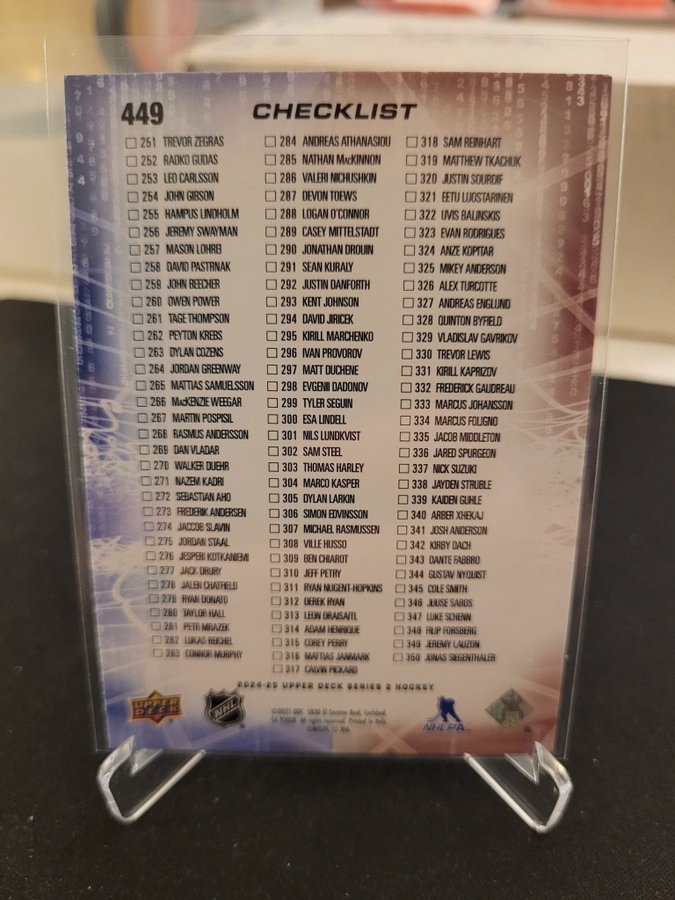 449
CHECKLIST
251 TREVOR ZEGRAS
252 RADKO GUDAS
253 LEO CARLSSON
254 JOHN GIBSON
255 HAMPUS LINDHOLM
256 JEREMY SWAYMAN
257 MASON LOHREI
258 DAVID PASTRNAK
259 JOHN BEECHER
260 OWEN POWER
261 TAGE THOMPSON
262 PEYTON KREBS
263 DYLAN COZENS
264 JORDAN GREENWAY
265 MATTIAS SAMUELSSON
266 MacKENZIE WEEGAR
267 MARTIN POSPISIL
268 RASMUS ANDERSSON
269 DAN VLADAR
270 WALKER DUEHR
271 NAZEM KADRI
272 SEBASTIAN AHO
273 FREDERIK ANDERSEN
274 JACCOB SLAVIN
275 JORDAN STAAL
276 JESPERI KOTKANIEMI
277 JACK DRURY
278 JALEN CHATFIELD
279 RYAN DONATO
280 TAYLOR HALL
281 PETR MRAZEK
282 LUKAS REICHEL
283 CONNOR MURPHY
284 ANDREAS ATHANASIOU
285 NATHAN MacKINNON
286 VALERI NICHUSHKIN
287 DEVON TOEWS
288 LOGAN O'CONNOR
289 CASEY MITTELSTADT
290 JONATHAN DROUIN
291 SEAN KURALY
292 JUSTIN DANFORTH
293 KENT JOHNSON
294 DAVID JIRICEK
295 KIRILL MARCHENKO
296 IVAN PROVOROV
297 MATT DUCHENE
298 EVGENII DADONOV
299 TYLER SEGUIN
300 ESA LINDELL
301 NILS LUNDKVIST
302 SAM STEEL
303 THOMAS HARLEY
304 MARCO KASPER
305 DYLAN LARKIN
306 SIMON EDVINSSON
307 MICHAEL RASMUSSEN
308 VILLE HUSSO
309 BEN CHIAROT
310 JEFF PETRY
311 RYAN NUGENT-HOPKINS
312 DEREK RYAN
313 LEON DRAISAITL
314 ADAM HENRIQUE
315 COREY PERRY
316 MATTIAS JANMARK
317 CALVIN PICKARD
318 SAM REINHART
319 MATTHEW TKACHUK
320 JUSTIN SOURDIF
321 EETU LUOSTARINEN
322 UVIS BALINSKIS
323 EVAN RODRIGUES
324 ANZE KOPITAR
325 MIKEY ANDERSON
326 ALEX TURCOTTE
327 ANDREAS ENGLUND
328 QUINTON BYFIELD
329 VLADISLAV GAVRIKOV
330 TREVOR LEWIS
331 KIRILL KAPRIZOV
332 FREDERICK GAUDREAU
333 MARCUS JOHANSSON
334 MARCUS FOLIGNO
335 JACOB MIDDLETON
336 JARED SPURGEON
337 NICK SUZUKI
338 JAYDEN STRUBLE
339 KAIDEN GUHLE
340 ARBER XHEKAJ
341 JOSH ANDERSON
342 KIRBY DACH
343 DANTE FABBRO
344 GUSTAV NYQUIST
345 COLE SMITH
346 JUUSE SAROS
347 LUKE SCHENN
348 FILIP FORSBERG
349 JEREMY LAUZON
350 JONAS SIEGENTHALER
2024-25 UPPER DECK SERIES 2 HOCKEY
UPPER DECK
NHL
NHLPA